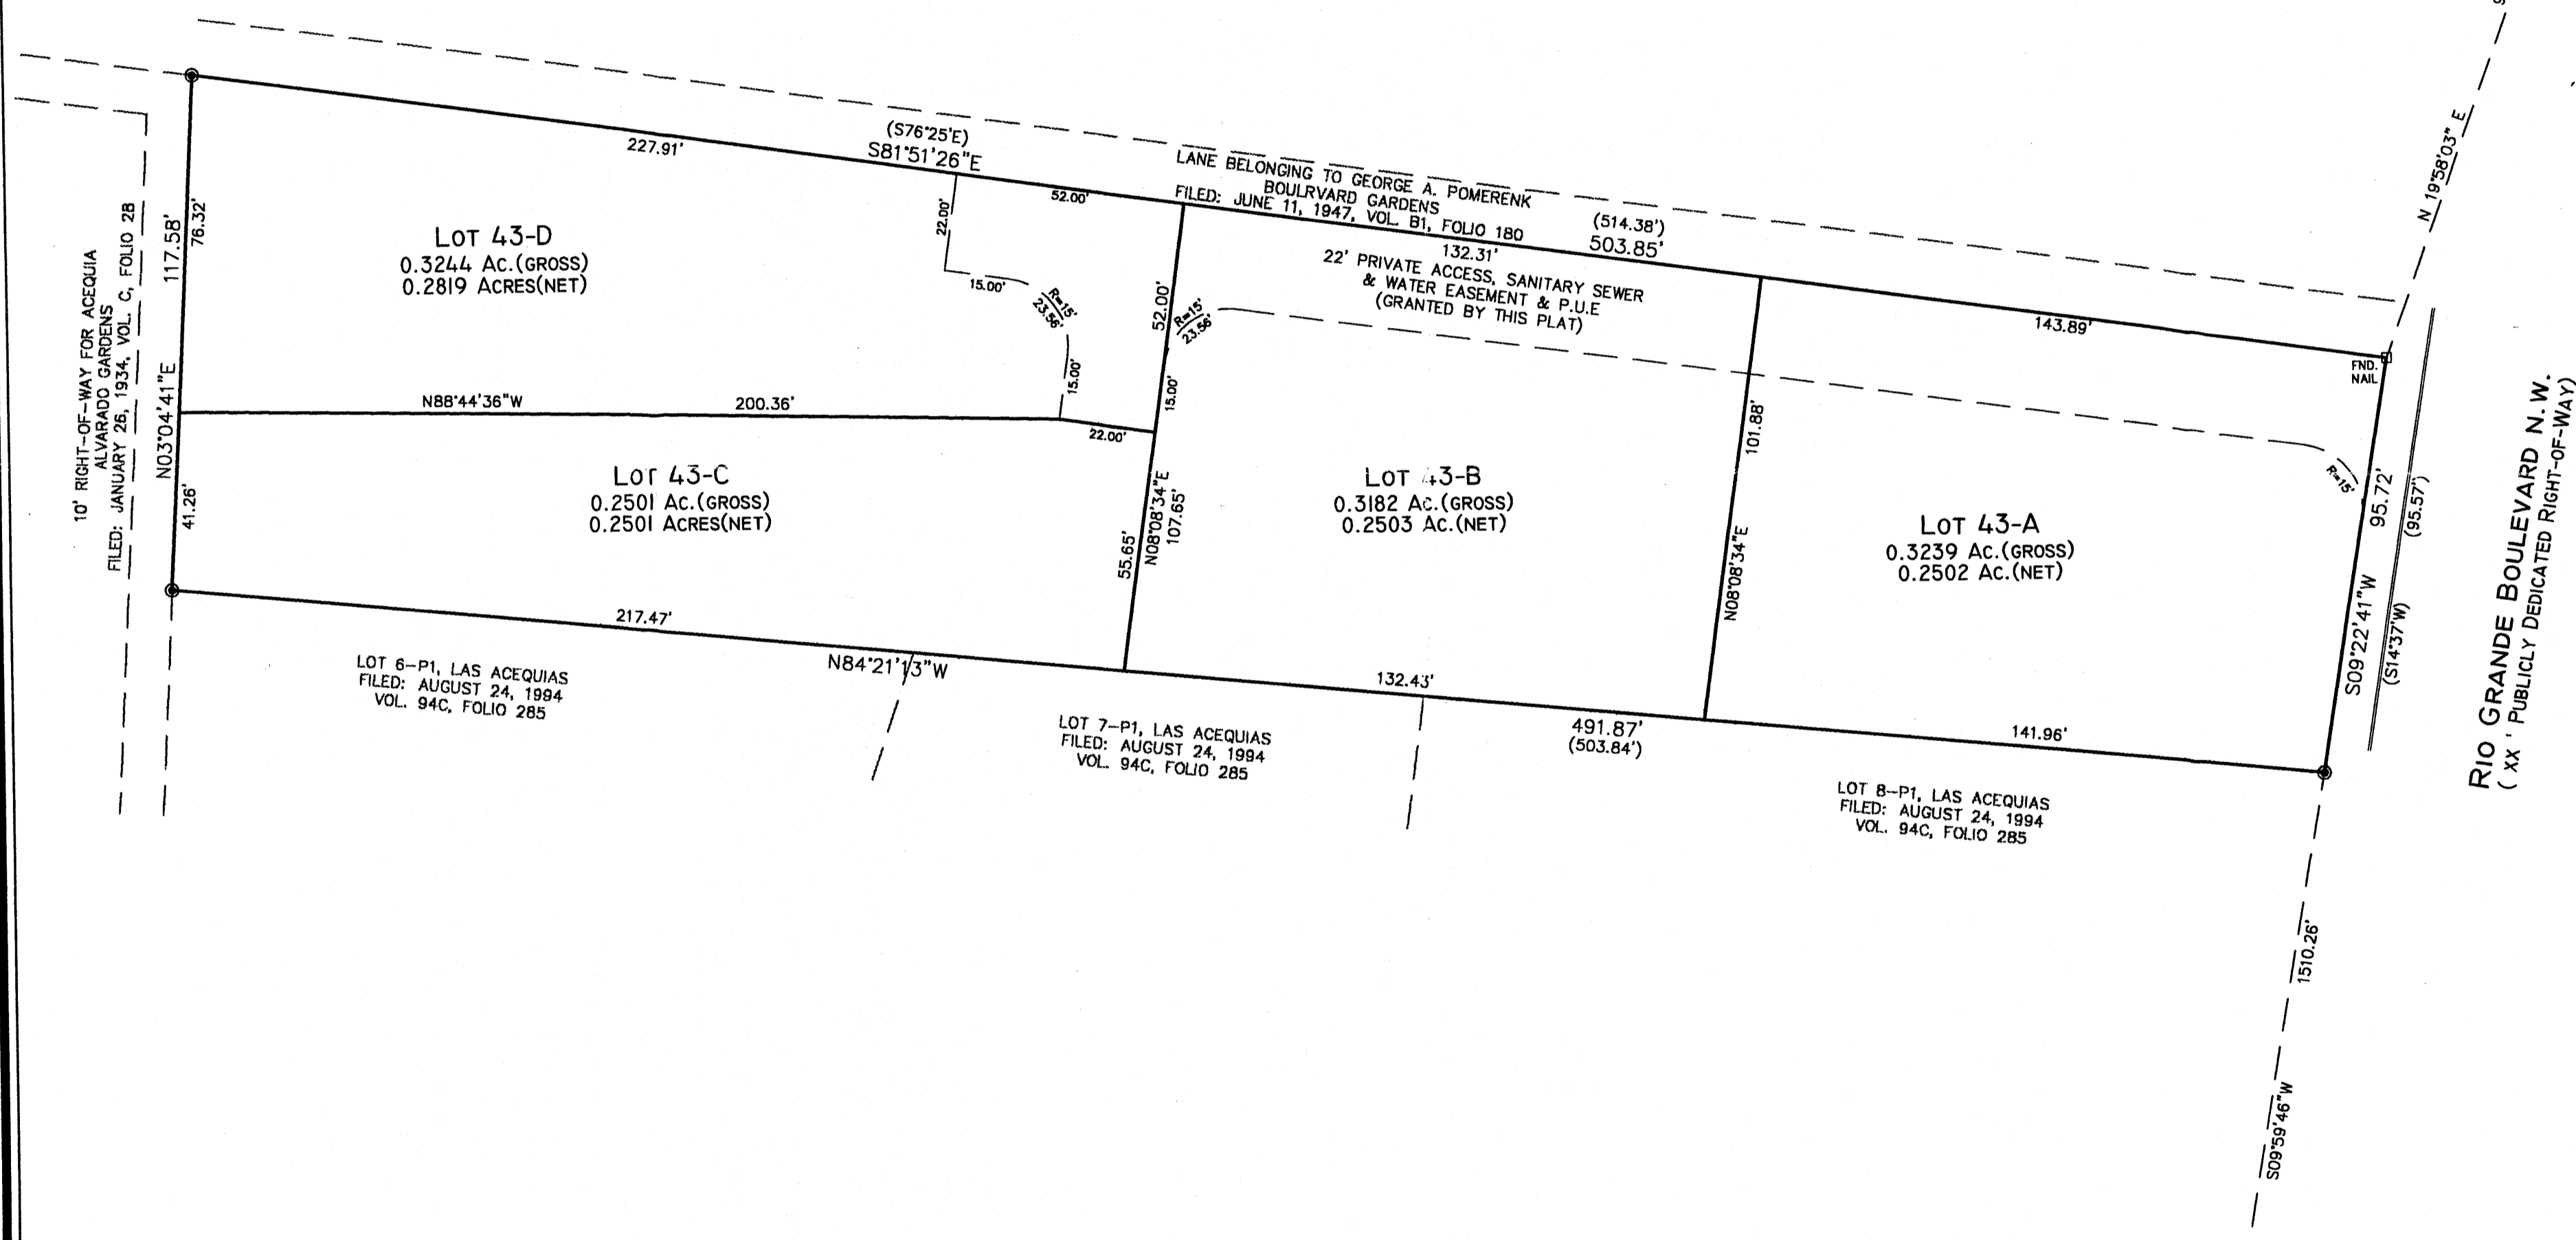 N 19°58'03" E
(S76°25'E)
S81°51'26"E
227.91'
52.00'
LANE BELONGING TO GEORGE A. POMERENK
BOULRVARD GARDENS
FILED: JUNE 11, 1947, VOL. B1, FOLIO 180
(514.38')
503.85'
132.31'
143.89'
22' PRIVATE ACCESS, SANITARY SEWER
& WATER EASEMENT & P.U.E
(GRANTED BY THIS PLAT)
FND.
NAIL
10' RIGHT-OF-WAY FOR ACEQUIA
ALVARADO GARDENS
FILED: JANUARY 26, 1934, VOL. C, FOLIO 28
N03°04'41"E
117.58'
76.32'
41.26'
LOT 43-D
0.3244 AC.(GROSS)
0.2819 ACRES(NET)
22.00'
15.00'
R=15'
23.56'
15.00'
52.00'
R=15'
23.56'
15.00'
N88°44'36"W
200.36'
22.00'
LOT 43-C
0.2501 AC.(GROSS)
0.2501 ACRES(NET)
55.65'
N08°08'34"E
107.65'
LOT 43-B
0.3182 AC.(GROSS)
0.2503 AC.(NET)
101.88'
N08°08'34"E
LOT 43-A
0.3239 AC.(GROSS)
0.2502 AC.(NET)
R=15'
S09°22'41"W
95.72'
(S14°37'W)
(95.57')
RIO GRANDE BOULEVARD N.W.
( XX ' PUBLICLY DEDICATED RIGHT-OF-WAY)
217.47'
N84°21'13"W
132.43'
491.87'
(503.84')
141.96'
LOT 6-P1, LAS ACEQUIAS
FILED: AUGUST 24, 1994
VOL. 94C, FOLIO 285
LOT 7-P1, LAS ACEQUIAS
FILED: AUGUST 24, 1994
VOL. 94C, FOLIO 285
LOT 8-P1, LAS ACEQUIAS
FILED: AUGUST 24, 1994
VOL. 94C, FOLIO 285
1510.26'
S09°59'46"W